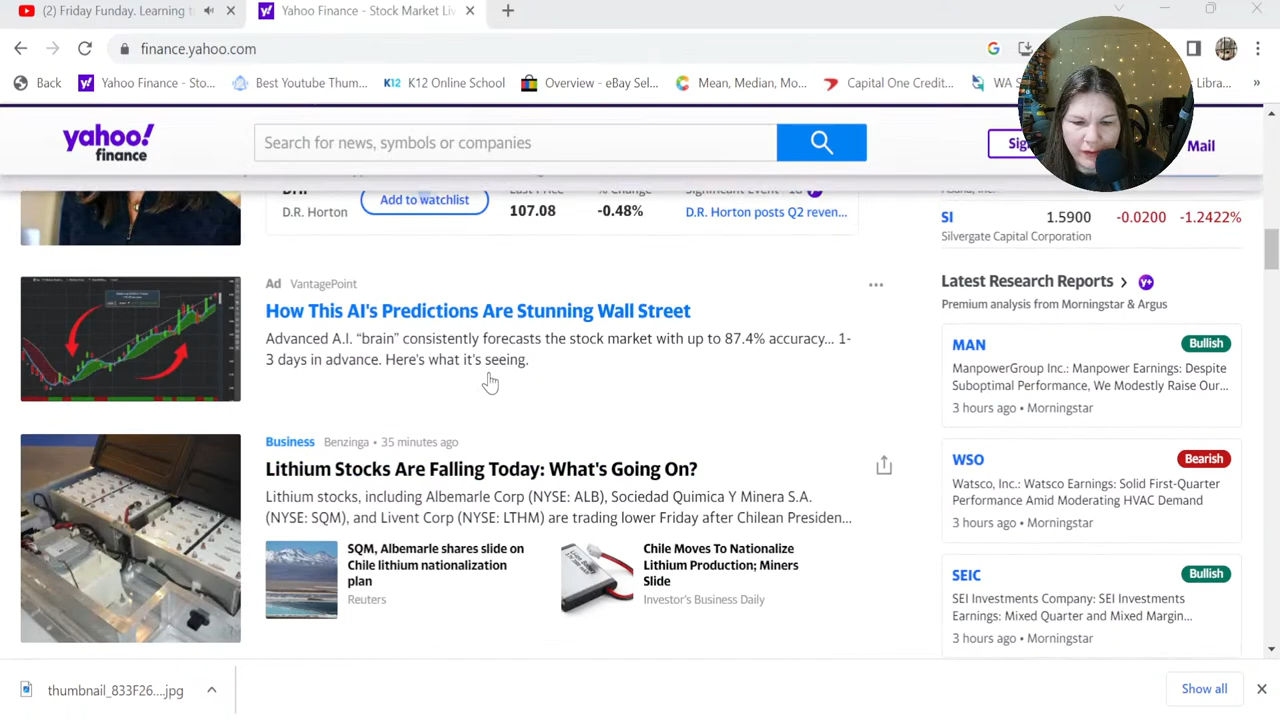 (2) Friday Funday. Learning t
Yahoo Finance - Stock Market Liv
finance.yahoo.com
Back
Yahoo Finance - Sto...
Best Youtube Thum...
K12 K12 Online School
Overview - eBay Sel...
Mean, Median, Mo...
Capital One Credit...
WA S
Libra...
»
yahoo!
finance
Search for news, symbols or companies
Sig
Mail
D.R. Horton
Add to watchlist
Last Price
107.08
% Change
-0.48%
D.R. Horton posts Q2 reven...
SI 1.5900 -0.0200 -1.2422%
Silvergate Capital Corporation
Ad VantagePoint
How This AI's Predictions Are Stunning Wall Street
Advanced A.I. “brain” consistently forecasts the stock market with up to 87.4% accuracy... 1-
3 days in advance. Here's what it's seeing.
Business Benzinga • 35 minutes ago
Lithium Stocks Are Falling Today: What's Going On?
Lithium stocks, including Albemarle Corp (NYSE: ALB), Sociedad Quimica Y Minera S.A.
(NYSE: SQM), and Livent Corp (NYSE: LTHM) are trading lower Friday after Chilean Presiden...
SQM, Albemarle shares slide on
Chile lithium nationalization
plan
Reuters
Chile Moves To Nationalize
Lithium Production; Miners
Slide
Investor's Business Daily
Latest Research Reports
Premium analysis from Morningstar & Argus
MAN Bullish
ManpowerGroup Inc.: Manpower Earnings: Despite
Suboptimal Performance, We Modestly Raise Our...
3 hours ago • Morningstar
WSO Bearish
Watsco, Inc.: Watsco Earnings: Solid First-Quarter
Performance Amid Moderating HVAC Demand
3 hours ago • Morningstar
SEIC Bullish
SEI Investments Company: SEI Investments
Earnings: Mixed Quarter and Mixed Margin...
3 hours ago • Morningstar
thumbnail_833F26....jpg
Show all